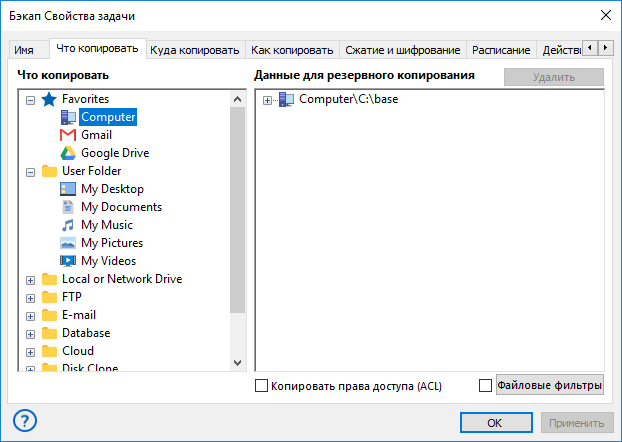 Бэкап Свойства задачи
Имя Что копировать Куда копировать Как копировать Сжатие и шифрование Расписание Действи
Что копировать
Данные для резервного копирования
Удалить
Favorites
Computer
Gmail
Google Drive
User Folder
My Desktop
My Documents
My Music
My Pictures
My Videos
Local or Network Drive
FTP
E-mail
Database
Cloud
Disk Clone
Computer\C:\base
Копировать права доступа (ACL)
Файловые фильтры
?
OK
Применить